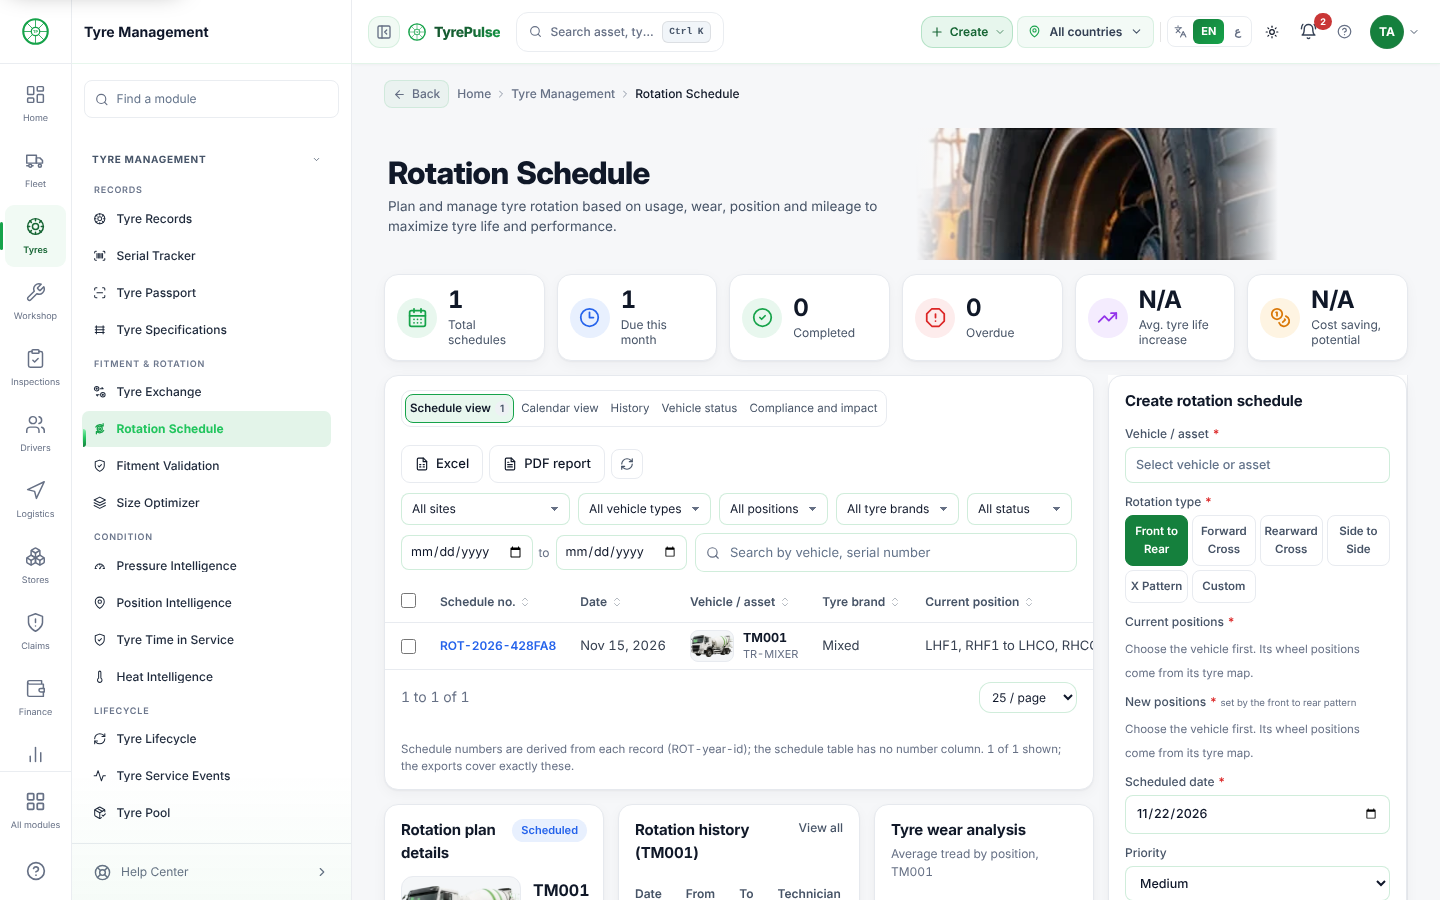 Tyre Management
TyrePulse
Search asset, ty...
Ctrl K
Create
All countries
EN
ع
2
TA
Home
Fleet
Tyres
Workshop
Inspections
Drivers
Logistics
Stores
Claims
Finance
All modules
Find a module
TYRE MANAGEMENT
RECORDS
Tyre Records
Serial Tracker
Tyre Passport
Tyre Specifications
FITMENT & ROTATION
Tyre Exchange
Rotation Schedule
Fitment Validation
Size Optimizer
CONDITION
Pressure Intelligence
Position Intelligence
Tyre Time in Service
Heat Intelligence
LIFECYCLE
Tyre Lifecycle
Tyre Service Events
Tyre Pool
Help Center
Back
Home
Tyre Management
Rotation Schedule
Rotation Schedule
Plan and manage tyre rotation based on usage, wear, position and mileage to
maximize tyre life and performance.
1
Total
schedules
1
Due this
month
0
Completed
0
Overdue
N/A
Avg. tyre life
increase
N/A
Cost saving,
potential
Schedule view 1
Calendar view
History
Vehicle status
Compliance and impact
Excel
PDF report
All sites
All vehicle types
All positions
All tyre brands
All status
mm/dd/yyyy
to
mm/dd/yyyy
Search by vehicle, serial number
Schedule no.
Date
Vehicle / asset
Tyre brand
Current position
ROT-2026-428FA8
Nov 15, 2026
TM001
TR-MIXER
Mixed
LHF1, RHF1 to LHCO, RHCO
1 to 1 of 1
25 / page
Schedule numbers are derived from each record (ROT-year-id); the schedule table has no number column. 1 of 1 shown;
the exports cover exactly these.
Rotation plan
details
Scheduled
TM001
Rotation history
(TM001)
View all
Date
From
To
Technician
Tyre wear analysis
Average tread by position,
TM001
Create rotation schedule
Vehicle / asset *
Select vehicle or asset
Rotation type *
Front to
Rear
Forward
Cross
Rearward
Cross
Side to
Side
X Pattern
Custom
Current positions *
Choose the vehicle first. Its wheel positions
come from its tyre map.
New positions * set by the front to rear pattern
Choose the vehicle first. Its wheel positions
come from its tyre map.
Scheduled date *
11/22/2026
Priority
Medium